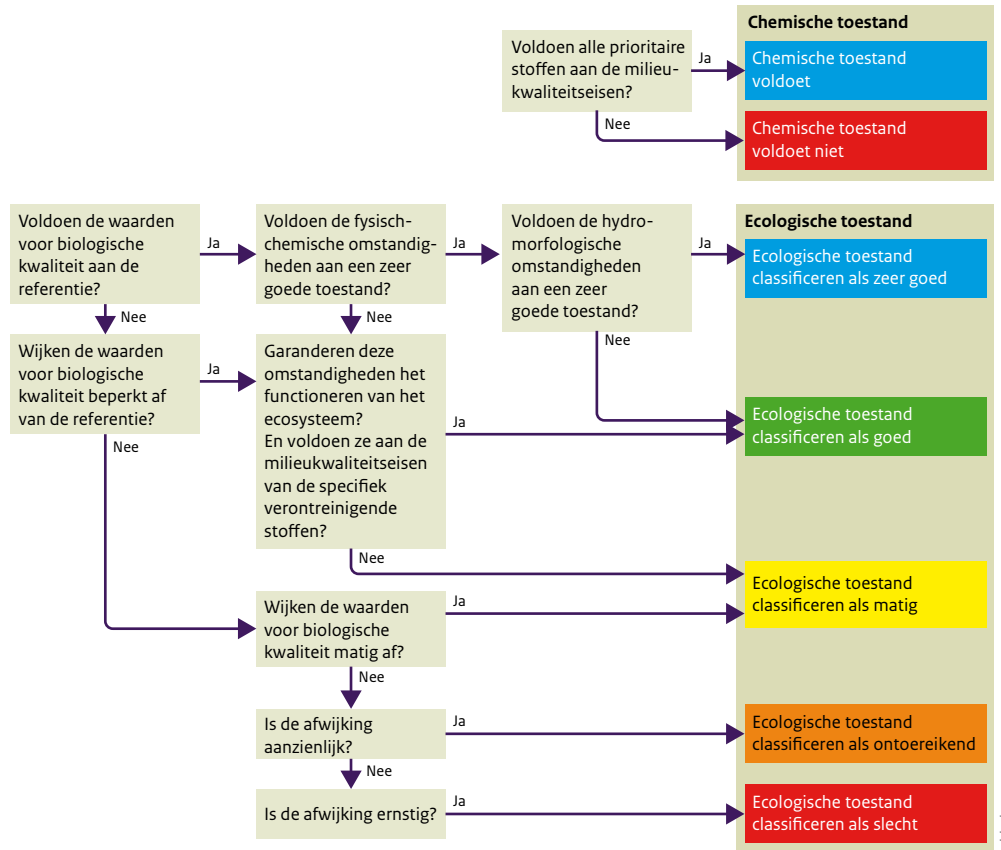 Chemische toestand
Voldoen alle prioritaire
stoffen aan de milieu-
kwaliteitseisen?
Ja
Chemische toestand
voldoet
Nee
Chemische toestand
voldoet niet
Voldoen de waarden
voor biologische
kwaliteit aan de
referentie?
Ja
Voldoen de fysisch-
chemische omstandig-
heden aan een zeer
goede toestand?
Ja
Voldoen de hydro-
morfologische
omstandigheden
aan een zeer
goede toestand?
Ja
Ecologische toestand
Ecologische toestand
classificeren als zeer goed
Nee
Nee
Nee
Wijken de waarden
voor biologische
kwaliteit beperkt af
van de referentie?
Ja
Garanderen deze
omstandigheden het
functioneren van het
ecosysteem?
En voldoen ze aan de
milieukwaliteitseisen
van de specifiek
verontreinigende
stoffen?
Ja
Ecologische toestand
classificeren als goed
Nee
Nee
Ecologische toestand
classificeren als matig
Wijken de waarden
voor biologische
kwaliteit matig af?
Ja
Nee
Is de afwijking
aanzienlijk?
Ja
Ecologische toestand
classificeren als ontoereikend
Nee
Is de afwijking ernstig?
Ja
Ecologische toestand
classificeren als slecht